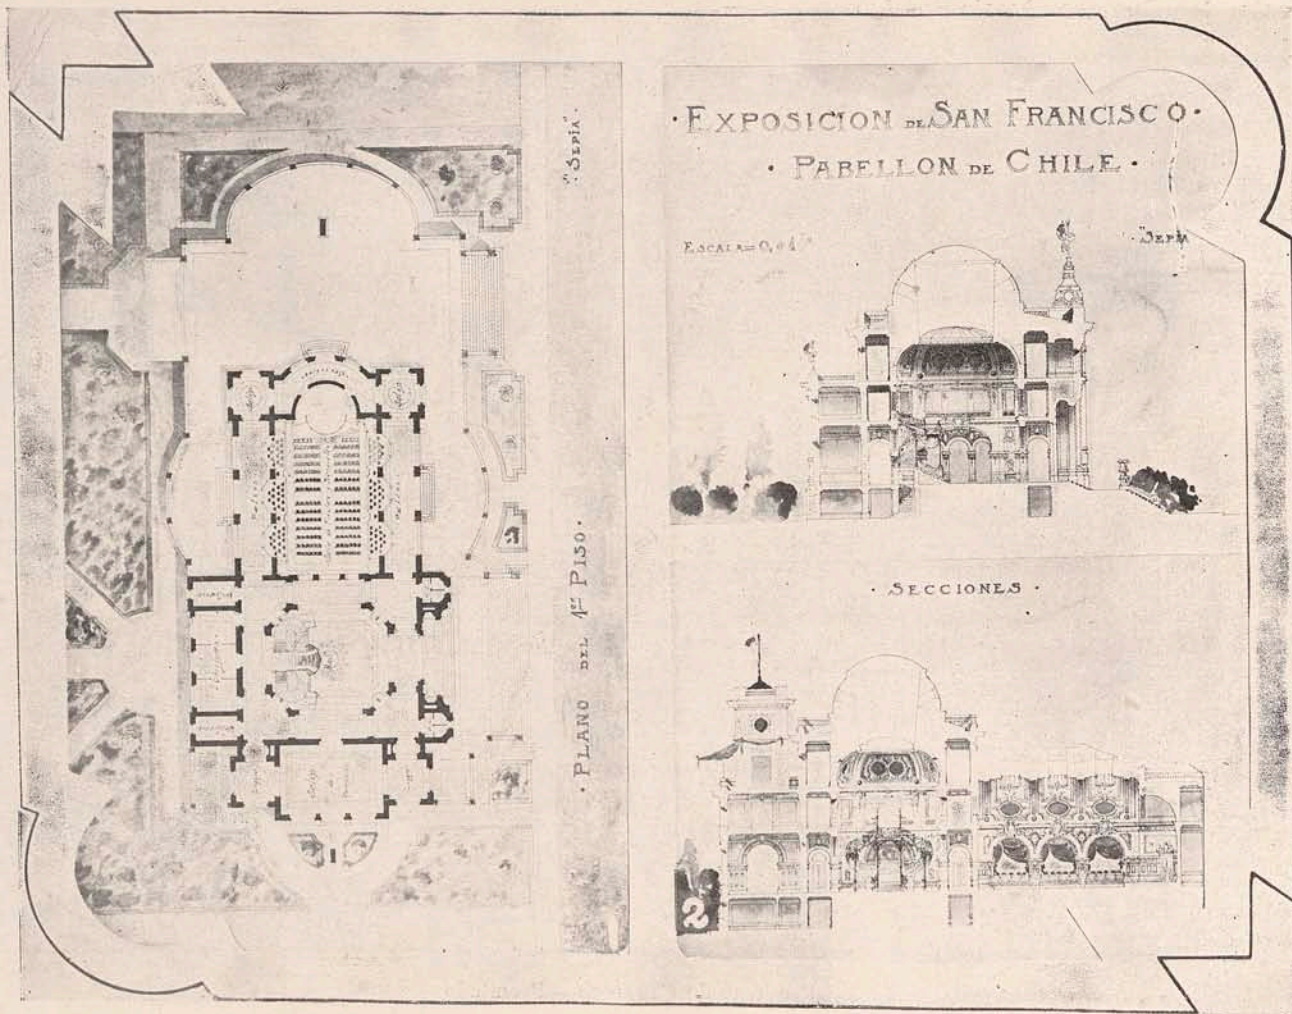 "SEPIA"
· PLANO DEL 1er PISO ·
· EXPOSICION DE SAN FRANCISCO ·
· PABELLON DE CHILE ·
ESCALA=0,01
"SEPIA
· SECCIONES ·
2